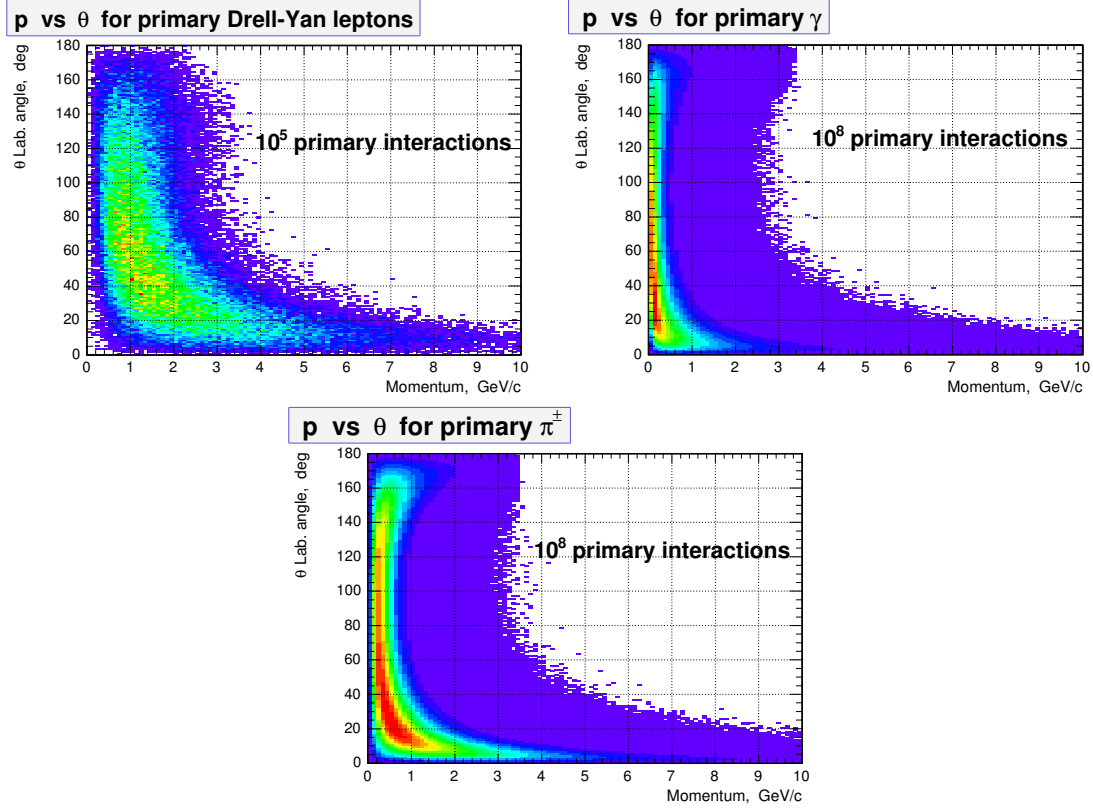 p vs θ for primary Drell-Yan leptons
θ Lab. angle, deg
180
160
140
120
100
80
60
40
20
0
10⁵ primary interactions
0 1 2 3 4 5 6 7 8 9 10
Momentum, GeV/c
p vs θ for primary γ
θ Lab. angle, deg
180
160
140
120
100
80
60
40
20
0
10⁸ primary interactions
0 1 2 3 4 5 6 7 8 9 10
Momentum, GeV/c
p vs θ for primary π±
θ Lab. angle, deg
180
160
140
120
100
80
60
40
20
0
10⁸ primary interactions
0 1 2 3 4 5 6 7 8 9 10
Momentum, GeV/c